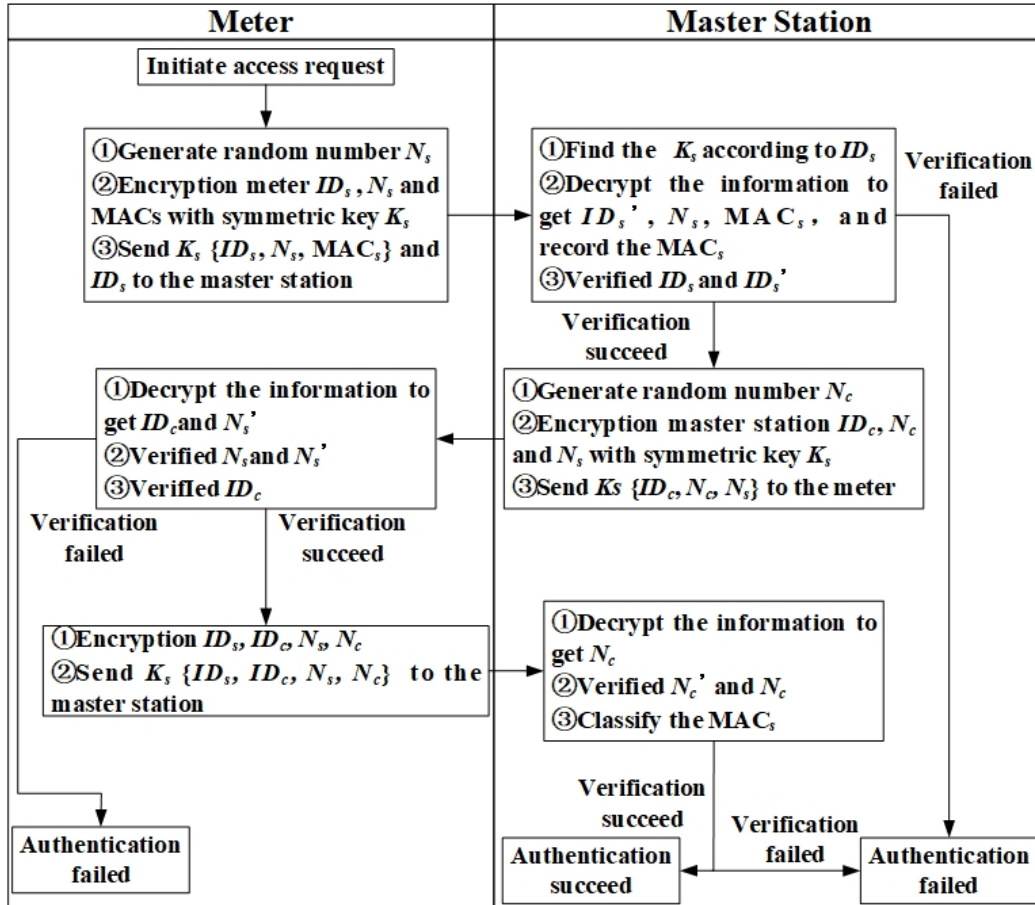 Meter
Master Station
Initiate access request
①Generate random number Ns
②Encryption meter IDs, Ns and
MACs with symmetric key Ks
③Send Ks {IDs, Ns, MACs} and
IDs to the master station
①Find the Ks according to IDs
②Decrypt the information to
get IDs’, Ns, MACs, and
record the MACs
③Verified IDs and IDs’
Verification
failed
Verification
succeed
①Generate random number Nc
②Encryption master station IDc, Nc
and Ns with symmetric key Ks
③Send Ks {IDc, Nc, Ns} to the meter
①Decrypt the information to
get IDc and Ns’
②Verified Ns and Ns’
③Verified IDc
Verification
failed
Verification
succeed
①Encryption IDs, IDc, Ns, Nc
②Send Ks {IDs, IDc, Ns, Nc} to the
master station
①Decrypt the information to
get Nc
②Verified Nc’ and Nc
③Classify the MACs
Verification
succeed
Verification
failed
Authentication
failed
Authentication
succeed
Authentication
failed